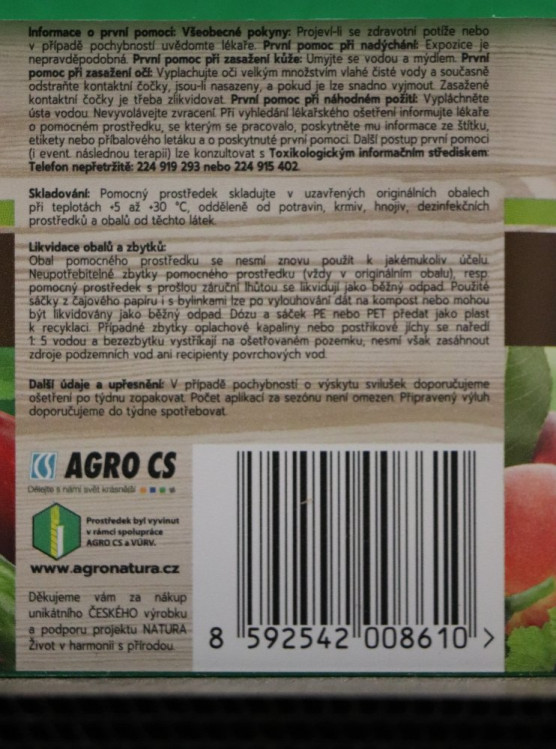 Informace o první pomoci: Všeobecné pokyny: Projeví-li se zdravotní potíže nebo
v případě pochybností uvědomte lékaře. První pomoc při nadýchání: Expozice je
nepravděpodobná. První pomoc při zasažení kůže: Umyjte se vodou a mýdlem. První
pomoc při zasažení očí: Vyplachujte oči velkým množstvím vlahé čisté vody a současně
odstraňte kontaktní čočky, jsou-li nasazeny, a pokud je lze snadno vyjmout. Zasažené
kontaktní čočky je třeba zlikvidovat. První pomoc při náhodném požití: Vypláchněte
ústa vodou. Nevyvolávejte zvracení. Při vyhledání lékařského ošetření informujte lékaře
o pomocném prostředku, se kterým se pracovalo, poskytněte mu informace ze štítku,
etikety nebo příbalového letáku a o poskytnuté první pomoci. Další postup první pomoci
(i event. následnou terapii) lze konzultovat s Toxikologickým informačním střediskem:
Telefon nepřetržitě: 224 919 293 nebo 224 915 402.
Skladování: Pomocný prostředek skladujte v uzavřených originálních obalech
při teplotách +5 až +30 °C, odděleně od potravin, krmiv, hnojiv, dezinfekčních
prostředků a obalů od těchto látek.
Likvidace obalů a zbytků:
Obal pomocného prostředku se nesmí znovu použít k jakémukoliv účelu.
Neupotřebitelné zbytky pomocného prostředku (vždy v originálním obalu), resp.
pomocný prostředek s prošlou záruční lhůtou se likvidují jako běžný odpad. Použité
sáčky z čajového papíru i s bylinkami lze po vylouhování dát na kompost nebo mohou
být likvidovány jako běžný odpad. Dózu a sáček PE nebo PET předat jako plast
k recyklaci. Případné zbytky oplachové kapaliny nebo postřikové jíchy se naředí
1: 5 vodou a bezezbytku vystříkají na ošetřovaném pozemku, nesmí však zasáhnout
zdroje podzemních vod ani recipienty povrchových vod.
Další údaje a upřesnění: V případě pochybností o výskytu svilušek doporučujeme
ošetření po týdnu zopakovat. Počet aplikací za sezónu není omezen. Připravený výluh
doporučujeme do týdne spotřebovat.
AGRO CS
Dělejte s námi svět krásnější
Prostředek byl vyvinut
v rámci spolupráce
AGRO CS a VÚRV.
www.agronatura.cz
Děkujeme vám za nákup
unikátního ČESKÉHO výrobku
a podporu projektu NATURA
Život v harmonii s přírodou.
8 592542 008610 >